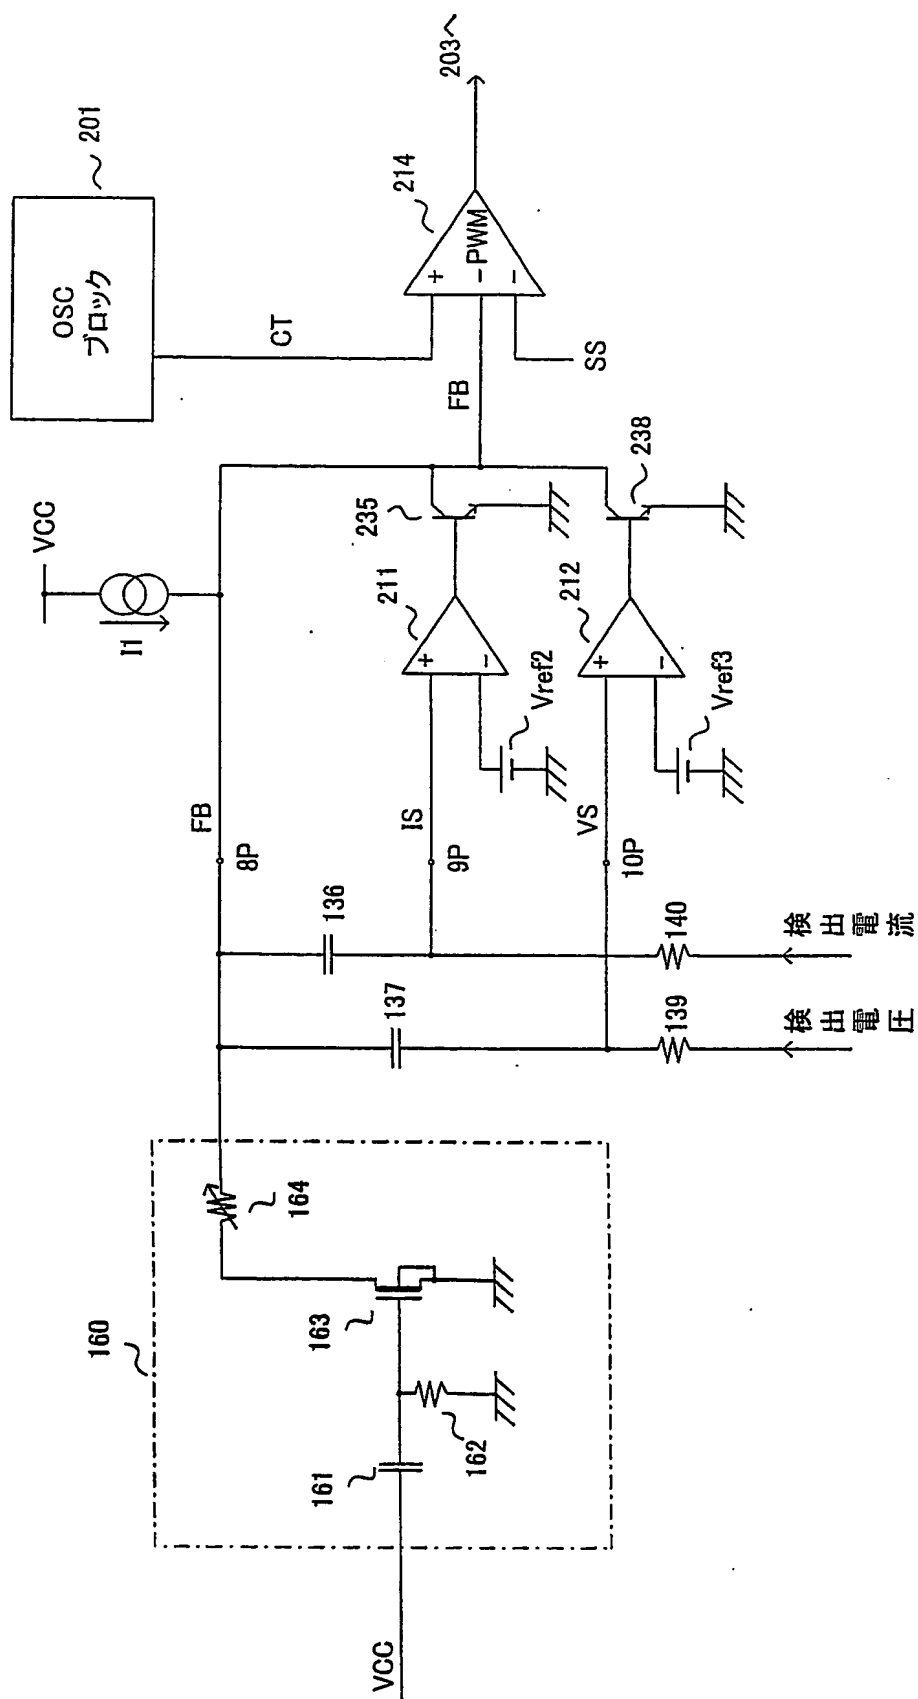 OSC
ブロック
201
203へ
CT
214
PWM
+
−
−
SS
FB
VCC
I1
235
238
211
+
−
Vref2
212
+
−
Vref3
FB
8P
IS
9P
VS
10P
136
137
140
139
検出電流
検出電圧
160
164
163
162
161
VCC